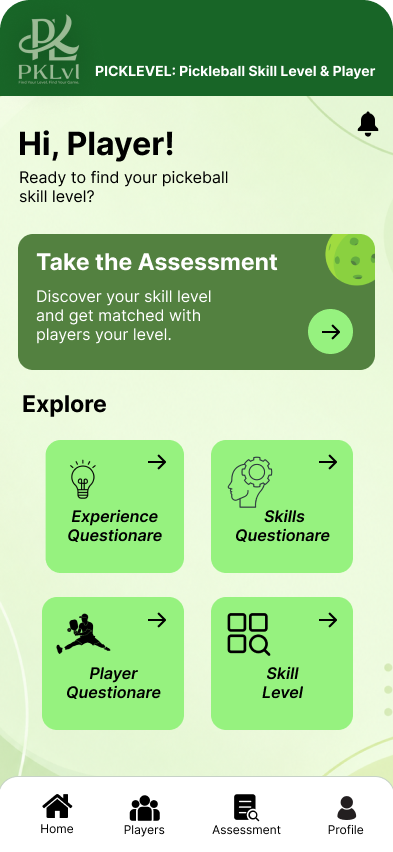 PKLvl
PICKLEVEL: Pickleball Skill Level & Player
Hi, Player!
Ready to find your pickeball
skill level?
Take the Assessment
Discover your skill level
and get matched with
players your level.
Explore
Experience
Questionare
Skills
Questionare
Player
Questionare
Skill
Level
Home
Players
Assessment
Profile